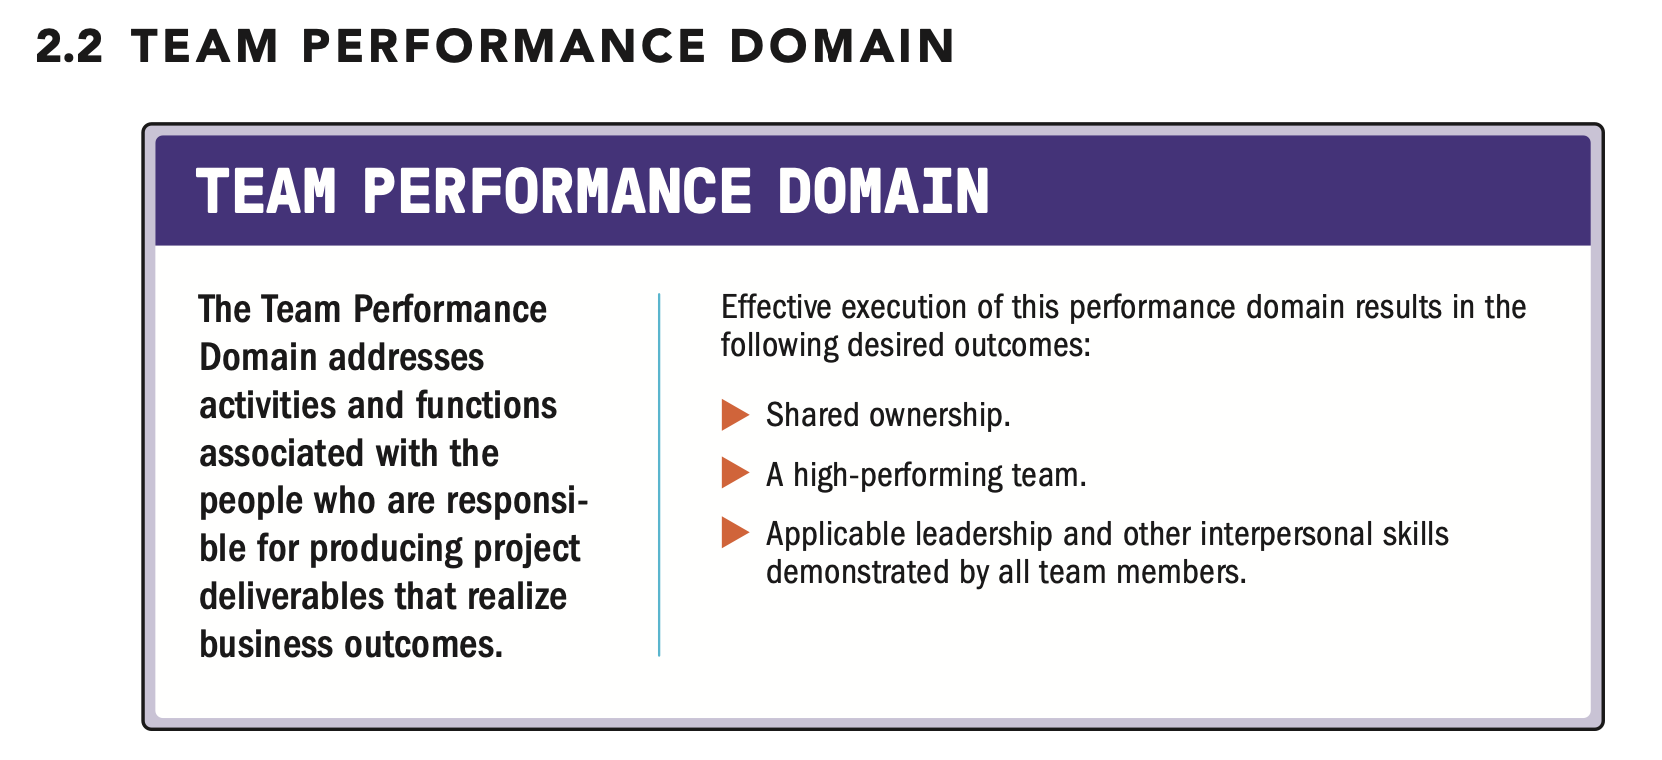 2.2 TEAM PERFORMANCE DOMAIN
TEAM PERFORMANCE DOMAIN
The Team Performance
Domain addresses
activities and functions
associated with the
people who are responsi-
ble for producing project
deliverables that realize
business outcomes.
Effective execution of this performance domain results in the
following desired outcomes:
Shared ownership.
A high-performing team.
Applicable leadership and other interpersonal skills
demonstrated by all team members.